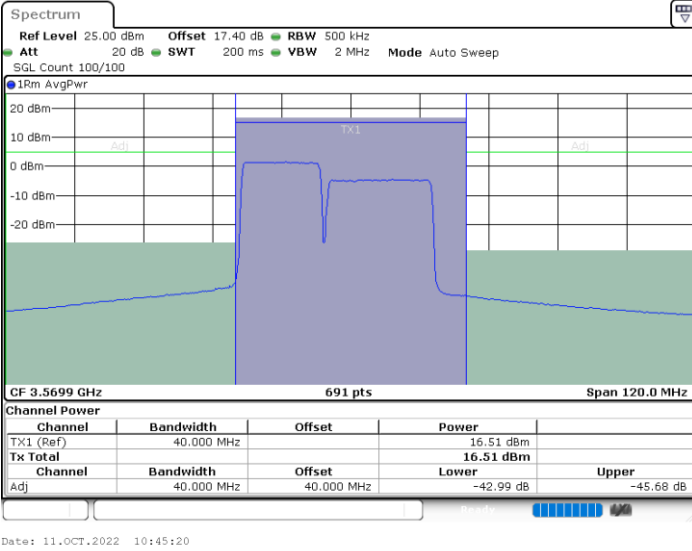 Spectrum
Ref Level 25.00 dBm Offset 17.40 dB RBW 500 kHz
Att 20 dB SWT 200 ms VBW 2 MHz Mode Auto Sweep
SGL Count 100/100
1Rm AvgPwr
20 dBm
TX1
10 dBm
Adj Adj
0 dBm
-10 dBm
-20 dBm
CF 3.5699 GHz 691 pts Span 120.0 MHz
Channel Power
Channel Bandwidth Offset Power
TX1 (Ref) 40.000 MHz 16.51 dBm
Tx Total 16.51 dBm
Channel Bandwidth Offset Lower Upper
Adj 40.000 MHz 40.000 MHz -42.99 dB -45.68 dB
Ready
Date: 11.OCT.2022 10:45:20